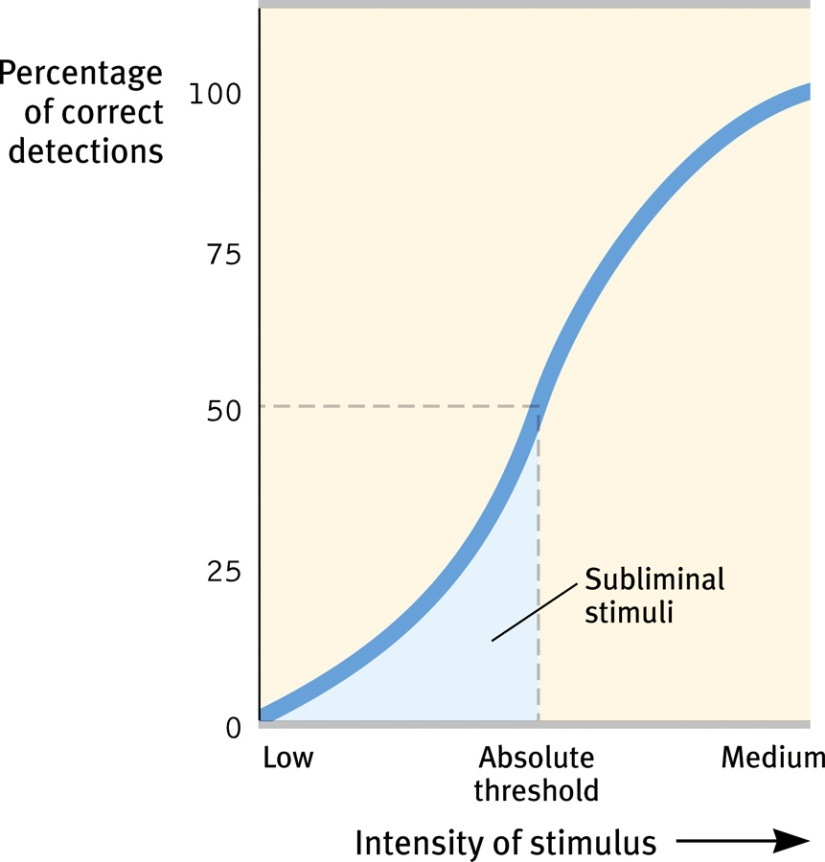 Percentage
of correct
detections
100
75
50
25
0
Subliminal
stimuli
Low
Absolute
threshold
Medium
Intensity of stimulus